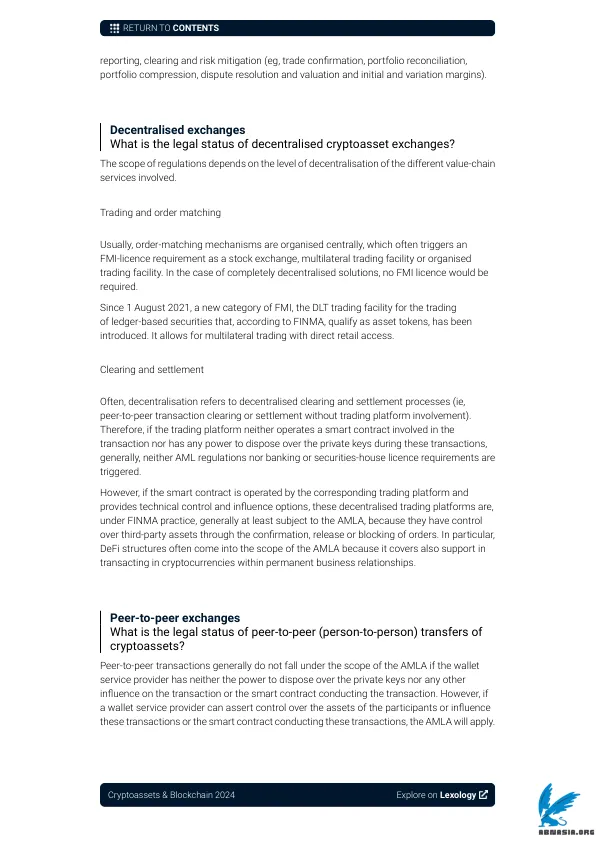 RETURN TO CONTENTS
reporting, clearing and risk mitigation (eg, trade confirmation, portfolio reconciliation,
portfolio compression, dispute resolution and valuation and initial and variation margins).
Decentralised exchanges
What is the legal status of decentralised cryptoasset exchanges?
The scope of regulations depends on the level of decentralisation of the different value-chain
services involved.
Trading and order matching
Usually, order-matching mechanisms are organised centrally, which often triggers an
FMI-licence requirement as a stock exchange, multilateral trading facility or organised
trading facility. In the case of completely decentralised solutions, no FMI licence would be
required.
Since 1 August 2021, a new category of FMI, the DLT trading facility for the trading
of ledger-based securities that, according to FINMA, qualify as asset tokens, has been
introduced. It allows for multilateral trading with direct retail access.
Clearing and settlement
Often, decentralisation refers to decentralised clearing and settlement processes (ie,
peer-to-peer transaction clearing or settlement without trading platform involvement).
Therefore, if the trading platform neither operates a smart contract involved in the
transaction nor has any power to dispose over the private keys during these transactions,
generally, neither AML regulations nor banking or securities-house licence requirements are
triggered.
However, if the smart contract is operated by the corresponding trading platform and
provides technical control and influence options, these decentralised trading platforms are,
under FINMA practice, generally at least subject to the AMLA, because they have control
over third-party assets through the confirmation, release or blocking of orders. In particular,
DeFi structures often come into the scope of the AMLA because it covers also support in
transacting in cryptocurrencies within permanent business relationships.
Peer-to-peer exchanges
What is the legal status of peer-to-peer (person-to-person) transfers of
cryptoassets?
Peer-to-peer transactions generally do not fall under the scope of the AMLA if the wallet
service provider has neither the power to dispose over the private keys nor any other
influence on the transaction or the smart contract conducting the transaction. However, if
a wallet service provider can assert control over the assets of the participants or influence
these transactions or the smart contract conducting these transactions, the AMLA will apply.
Cryptoassets & Blockchain 2024
Explore on Lexology
ABNASIA.ORG